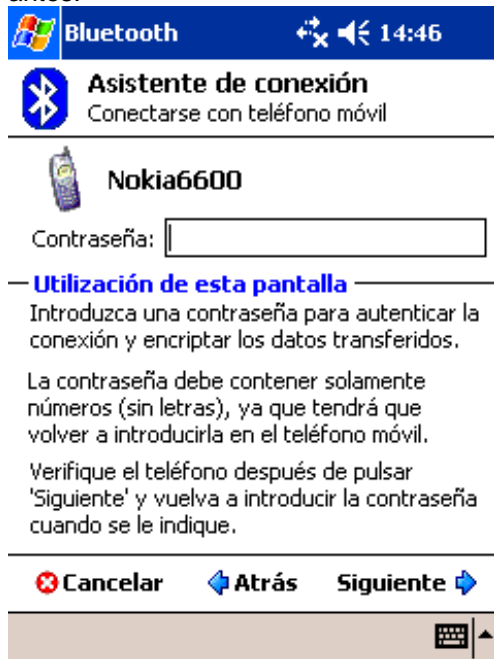 antes.
Bluetooth 14:46
Asistente de conexión
Conectarse con teléfono móvil
Nokia6600
Contraseña:
Utilización de esta pantalla
Introduzca una contraseña para autenticar la
conexión y encriptar los datos transferidos.
La contraseña debe contener solamente
números (sin letras), ya que tendrá que
volver a introducirla en el teléfono móvil.
Verifique el teléfono después de pulsar
'Siguiente' y vuelva a introducir la contraseña
cuando se le indique.
Cancelar Atrás Siguiente